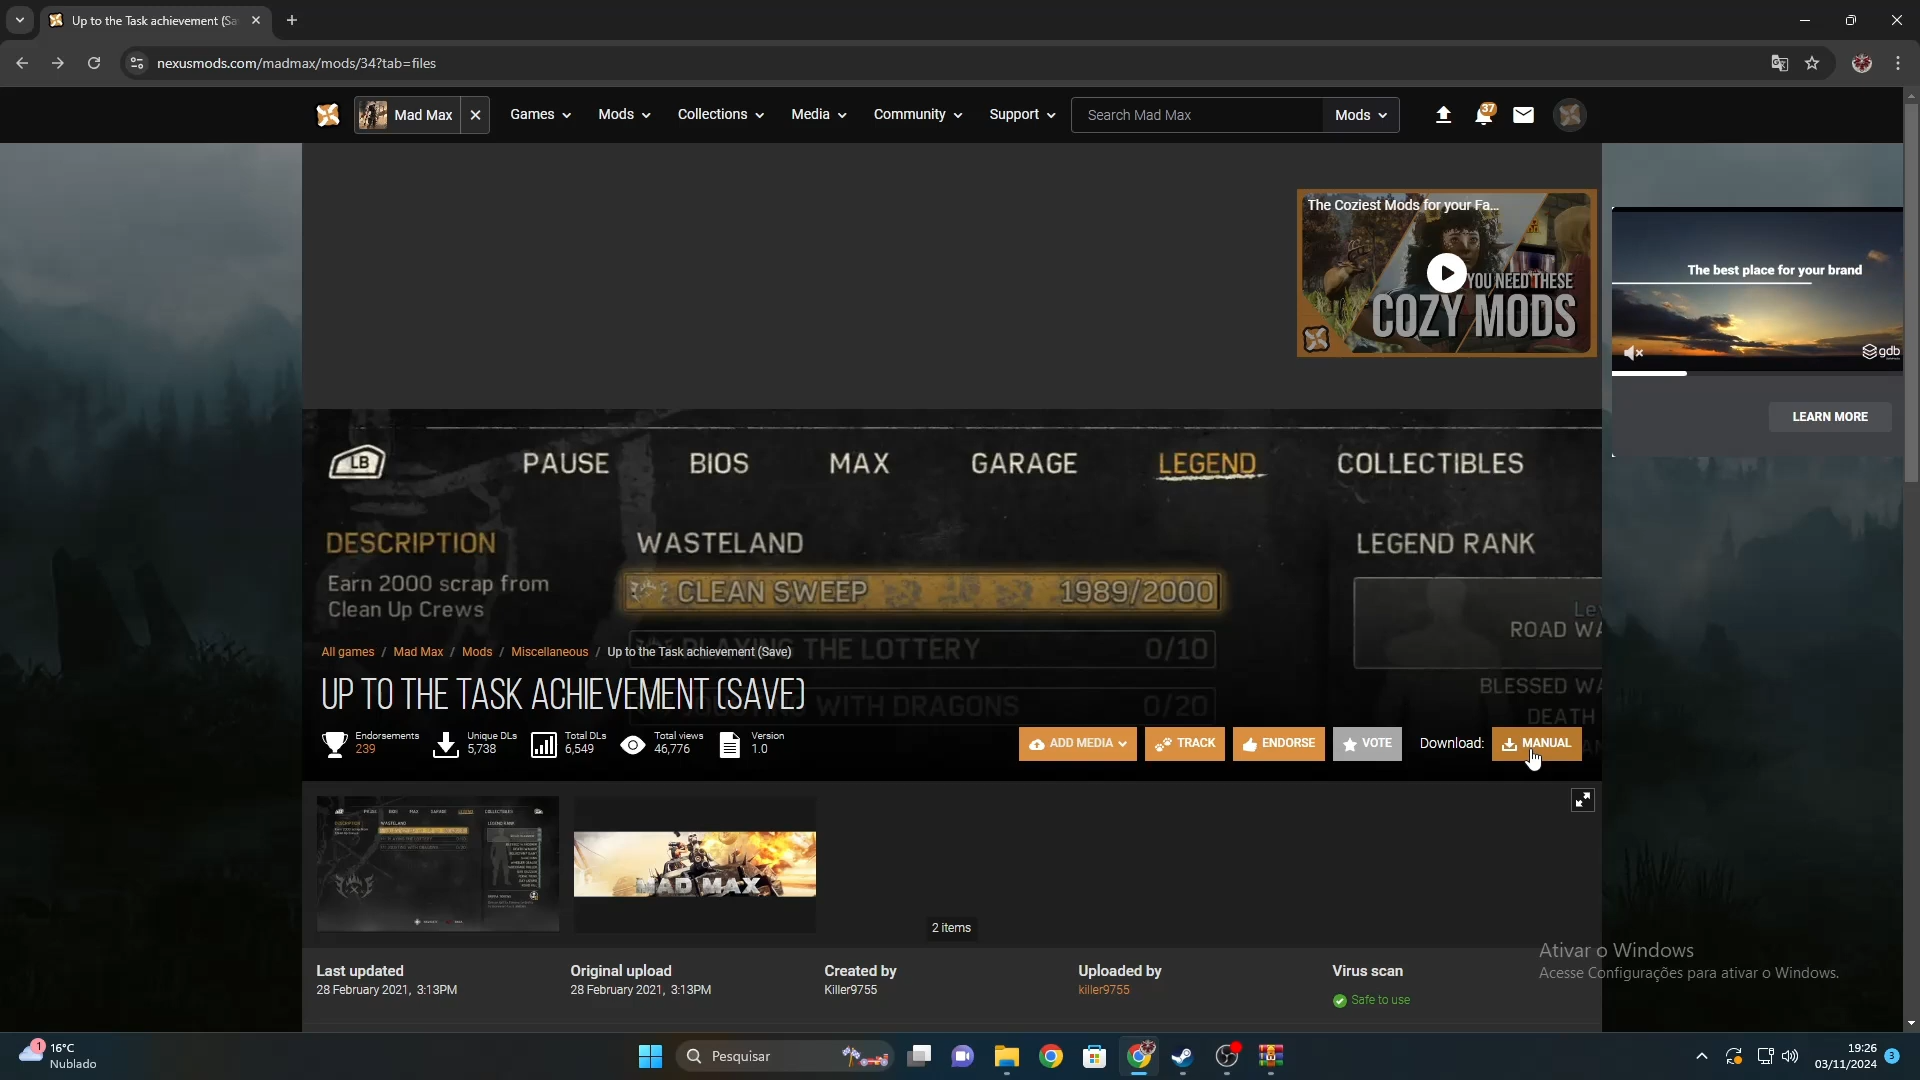 Up to the Task achievement (Sa
nexusmods.com/madmax/mods/34?tab=files
Mad Max
Games
Mods
Collections
Media
Community
Support
Search Mad Max
Mods
37
The Coziest Mods for your Fa...
YOU NEED THESE
COZY MODS
The best place for your brand
gdb
LEARN MORE
LB
PAUSE
BIOS
MAX
GARAGE
LEGEND
COLLECTIBLES
DESCRIPTION
WASTELAND
LEGEND RANK
Earn 2000 scrap from
Clean Up Crews
CLEAN SWEEP
1989/2000
ROAD WA
PLAYING THE LOTTERY
0/10
All games / Mad Max / Mods / Miscellaneous / Up to the Task achievement (Save)
UP TO THE TASK ACHIEVEMENT (SAVE)
WITH DRAGONS
0/20
BLESSED WA
DEATH
Endorsements
239
Unique DLs
5,738
Total DLs
6,549
Total views
46,776
Version
1.0
ADD MEDIA
TRACK
ENDORSE
VOTE
Download:
MANUAL
MAD MAX
2 items
Last updated
28 February 2021, 3:13PM
Original upload
28 February 2021, 3:13PM
Created by
Killer9755
Uploaded by
killer9755
Virus scan
Safe to use
Ativar o Windows
Acesse Configurações para ativar o Windows.
1
16°C
Nublado
Pesquisar
19:26
03/11/2024
3